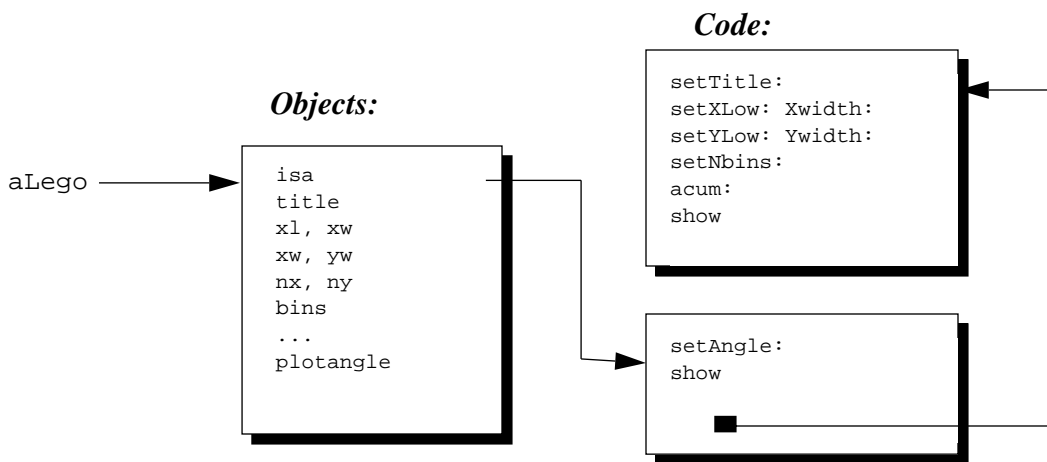 Code:
setTitle:
setXLow: Xwidth:
setYLow: Ywidth:
setNbins:
acum:
show
Objects:
aLego
isa
title
xl, xw
xw, yw
nx, ny
bins
...
plotangle
setAngle:
show